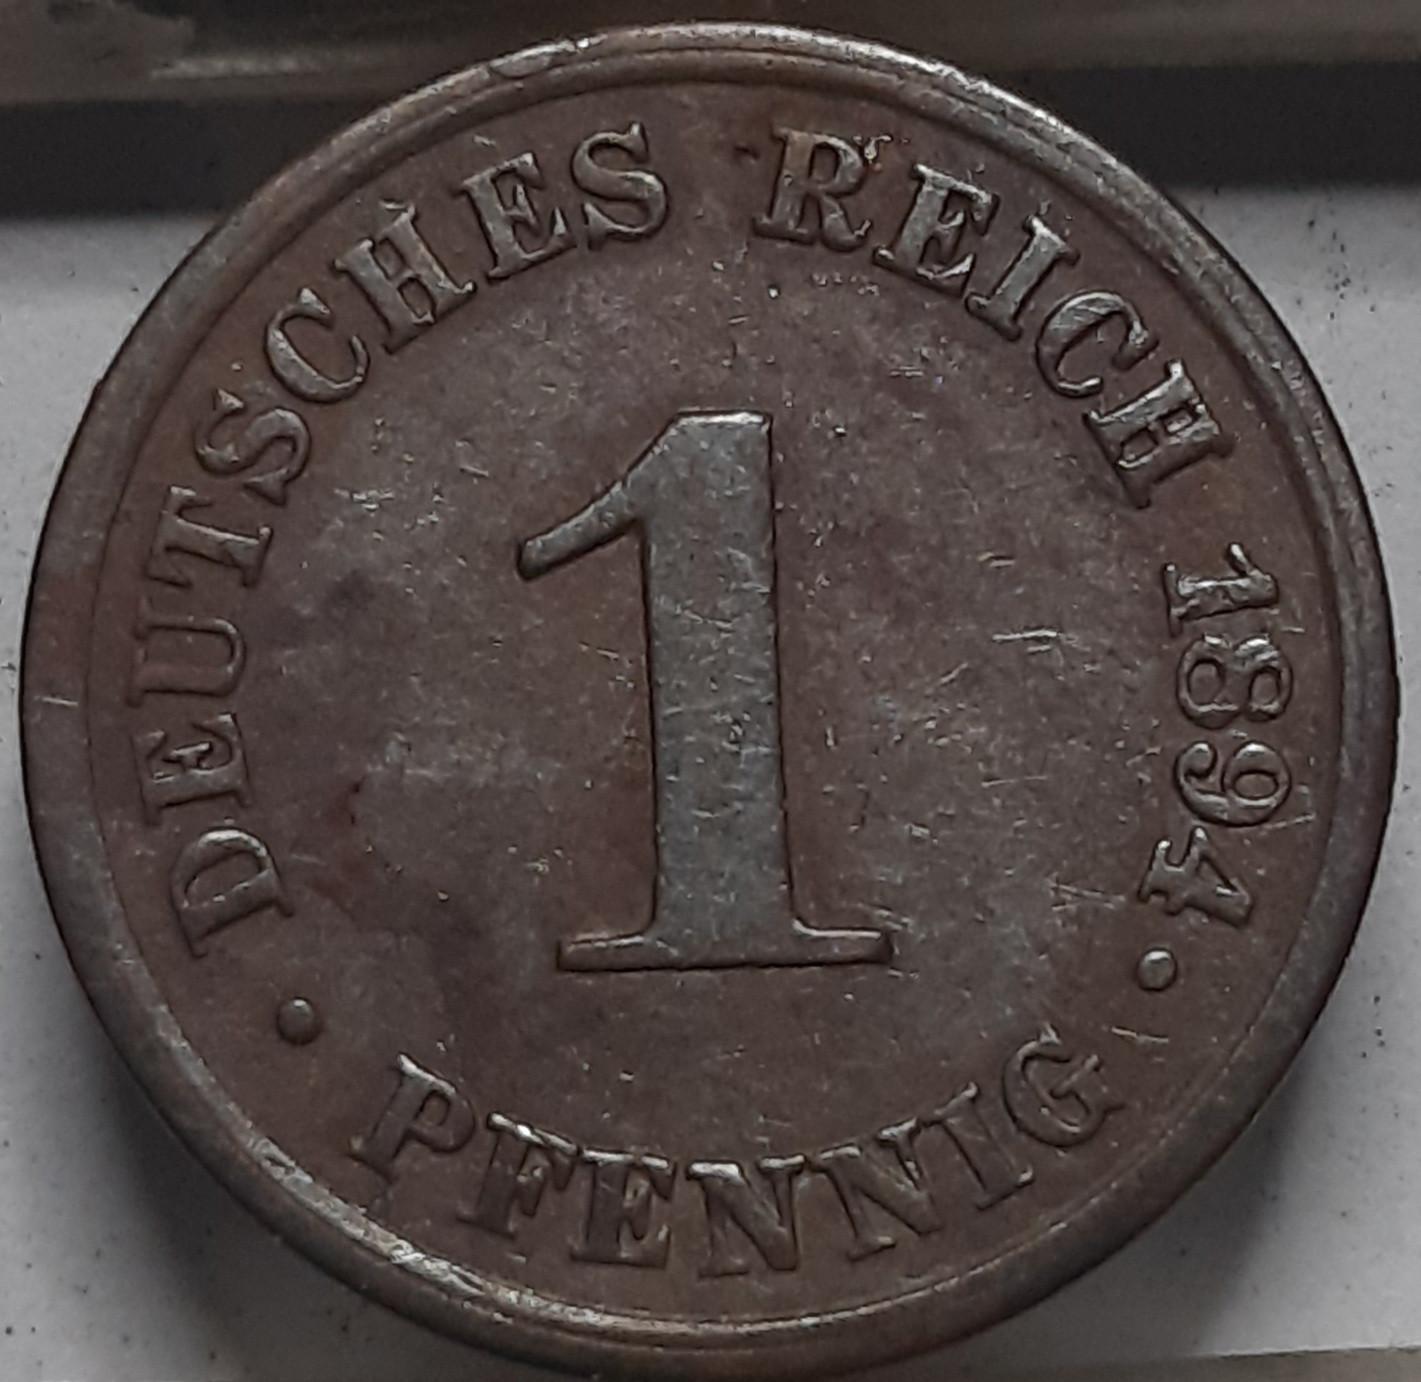 DEUTSCHES REICH 1894
1
PFENNIG